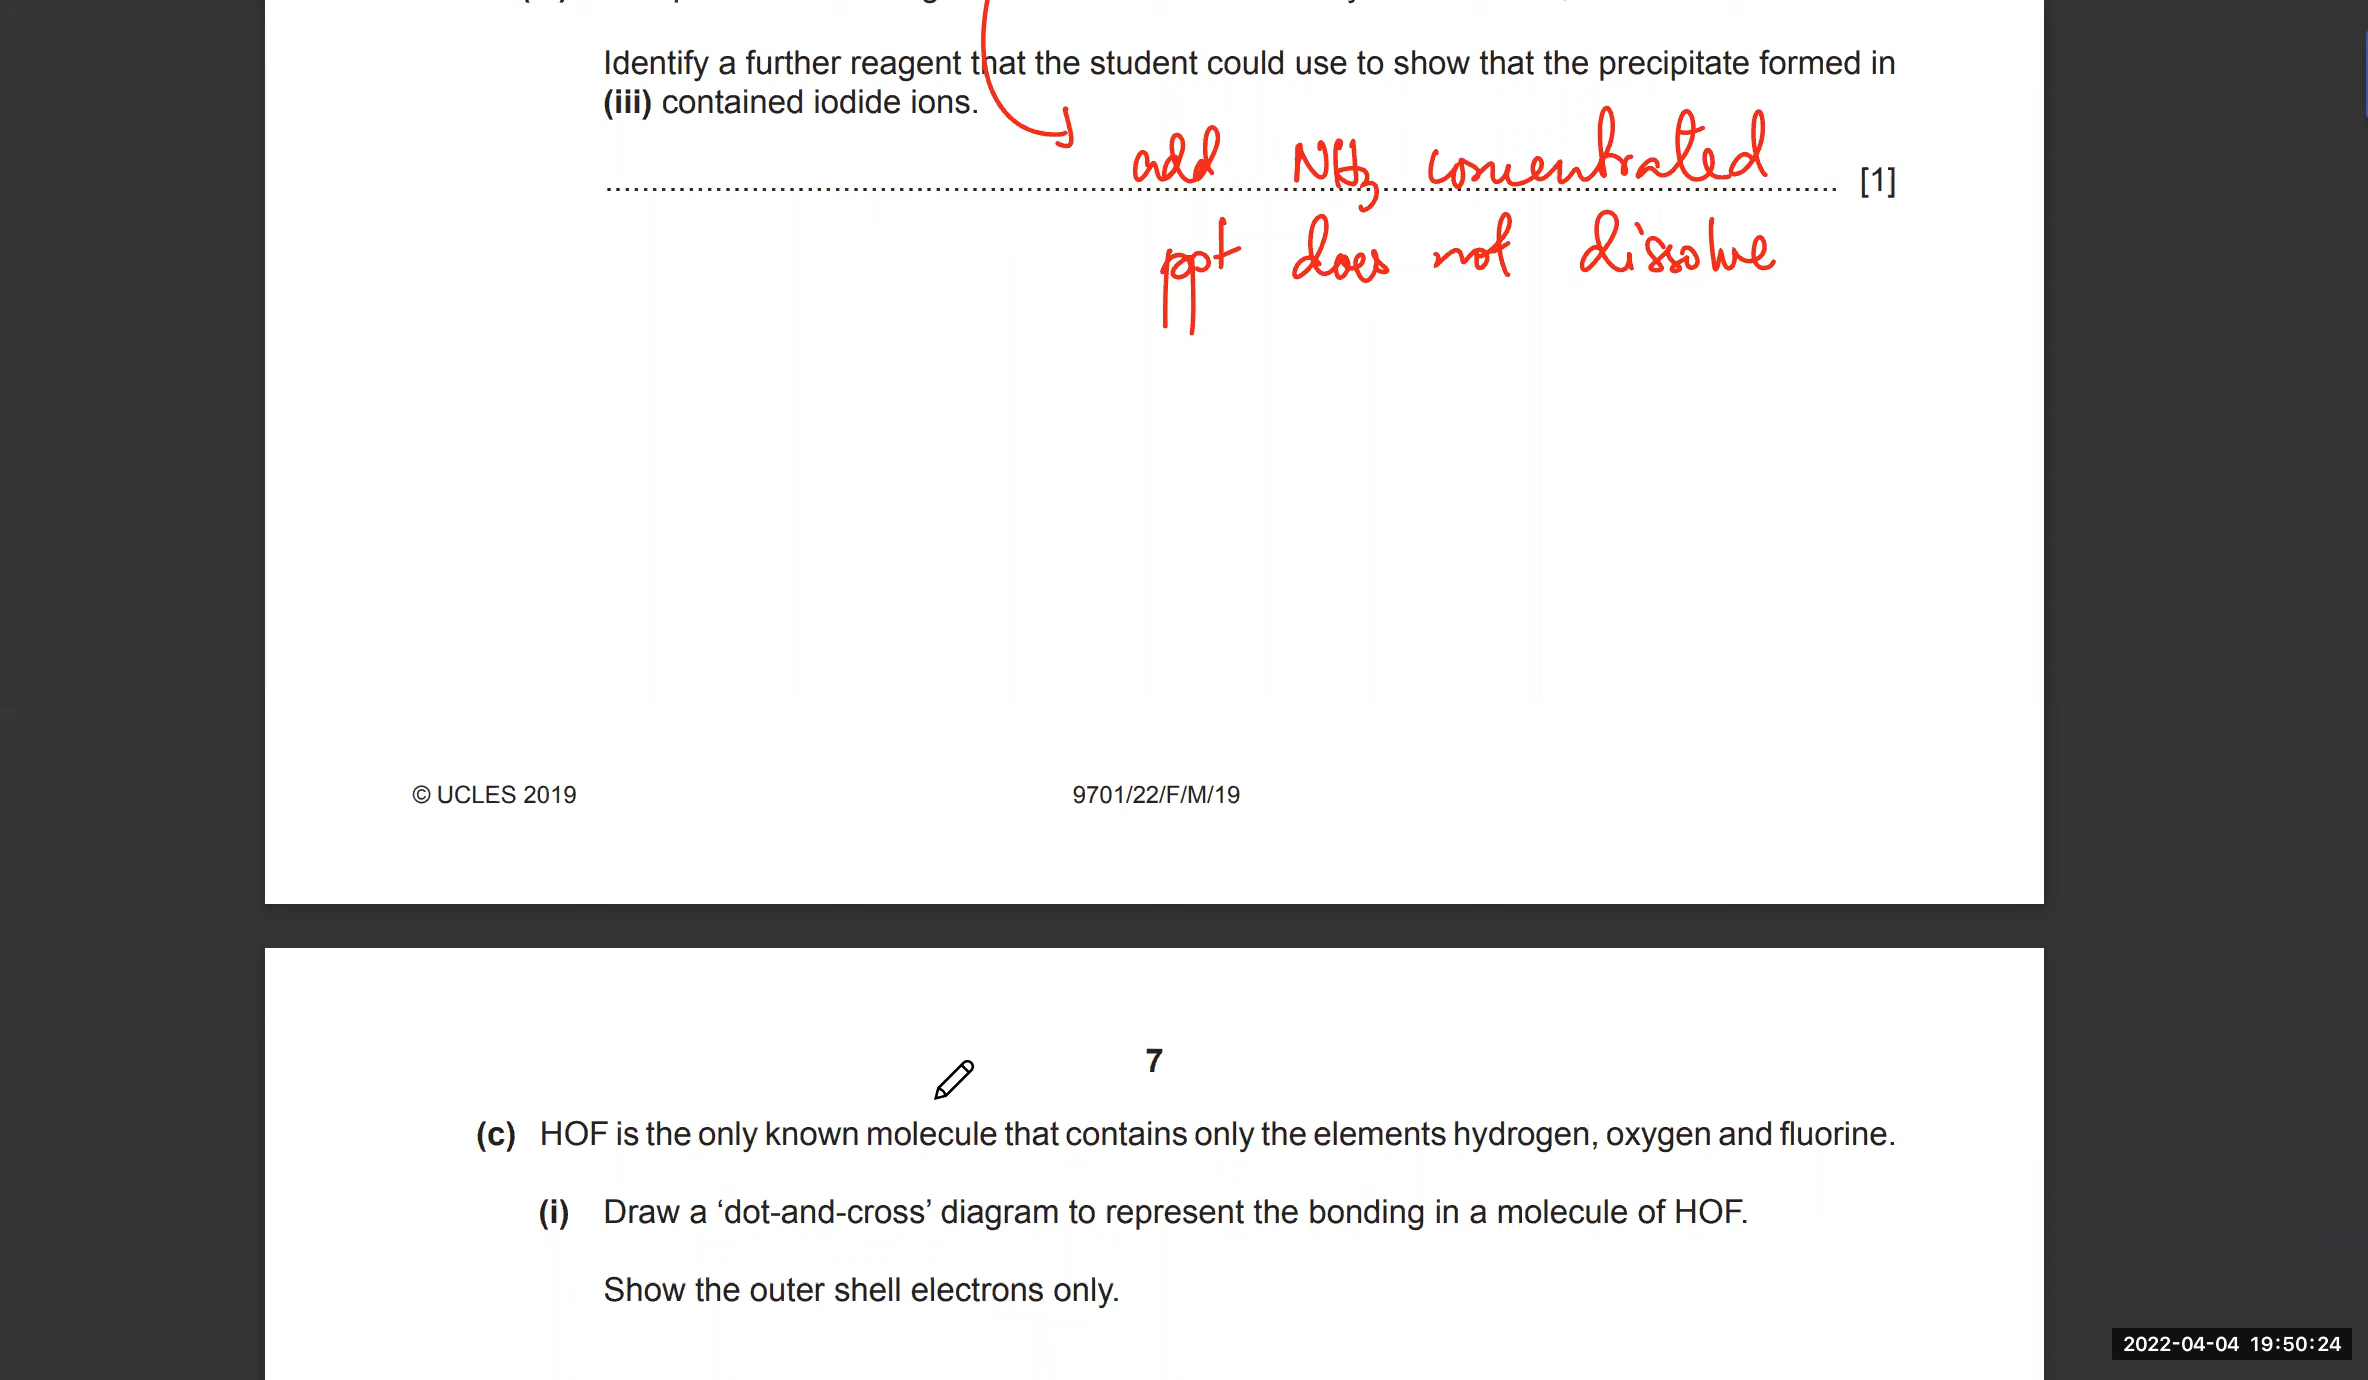 Identify a further reagent that the student could use to show that the precipitate formed in
(iii) contained iodide ions.
add NH3 concentrated
[1]
ppt does not dissolve
© UCLES 2019
9701/22/F/M/19
7
(c) HOF is the only known molecule that contains only the elements hydrogen, oxygen and fluorine.
(i) Draw a ‘dot-and-cross’ diagram to represent the bonding in a molecule of HOF.
Show the outer shell electrons only.
2022-04-04 19:50:24